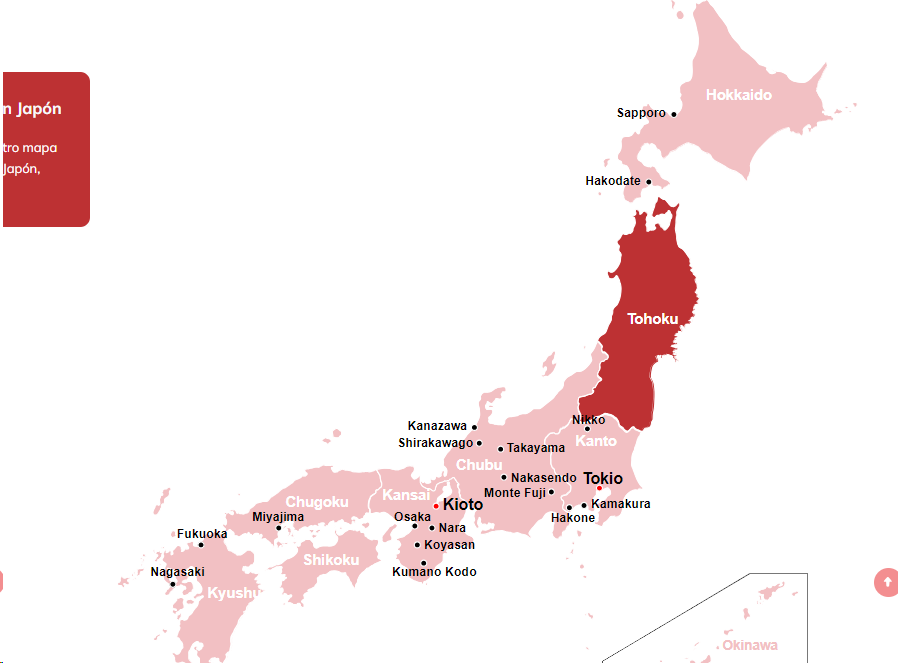 n Japón
tro mapa
Japón,
Hokkaido
Sapporo
Hakodate
Tohoku
Nikko
Kanazawa
Kanto
Shirakawago
Takayama
Chubu
Nakasendo
Tokio
Monte Fuji
Kansai
Chugoku
Kioto
Kamakura
Miyajima
Osaka
Hakone
Nara
Fukuoka
Koyasan
Shikoku
Nagasaki
Kumano Kodo
Kyushu
Okinawa